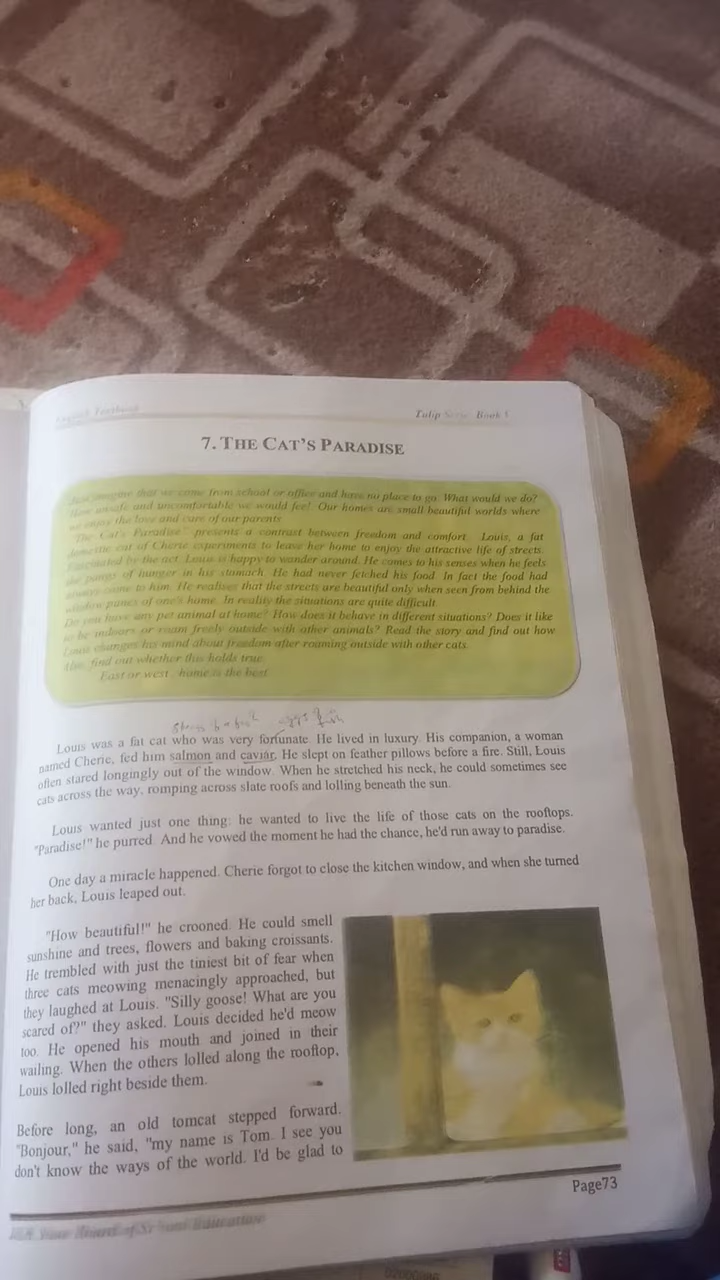 English Textbook
Tulip Series Book I
7. THE CAT'S PARADISE
Just imagine that we come from school or office and have no place to go. What would we do?
How unsafe and uncomfortable we would feel. Our homes are small beautiful worlds where
we enjoy the love and care of our parents
"The Cat's Paradise" presents a contrast between freedom and comfort. Louis, a fat
domestic cat of Cherie experiments to leave her home to enjoy the attractive life of streets.
Fascinated by the act, Louis is happy to wander around. He comes to his senses when he feels
the pangs of hunger in his stomach. He had never fetched his food. In fact the food had
always come to him. He realises that the streets are beautiful only when seen from behind the
window panes of one's home. In reality the situations are quite difficult.
Do you have any pet animal at home? How does it behave in different situations? Does it like
to be indoors or roam freely outside with other animals? Read the story and find out how
Louis changes his mind about freedom after roaming outside with other cats.
Also find out whether this holds true
East or west, home is the best
eggs of a fish
Louis was a fat cat who was very fortunate. He lived in luxury. His companion, a woman
named Cherie, fed him salmon and caviar. He slept on feather pillows before a fire. Still, Louis
often stared longingly out of the window. When he stretched his neck, he could sometimes see
cats across the way, romping across slate roofs and lolling beneath the sun.
Louis wanted just one thing: he wanted to live the life of those cats on the rooftops.
"Paradise!" he purred. And he vowed the moment he had the chance, he'd run away to paradise.
One day a miracle happened. Cherie forgot to close the kitchen window, and when she turned
her back, Louis leaped out.
"How beautiful!" he crooned. He could smell
sunshine and trees, flowers and baking croissants.
He trembled with just the tiniest bit of fear when
three cats meowing menacingly approached, but
they laughed at Louis. "Silly goose! What are you
scared of?" they asked. Louis decided he'd meow
too. He opened his mouth and joined in their
wailing. When the others lolled along the rooftop,
Louis lolled right beside them.
Before long, an old tomcat stepped forward.
"Bonjour," he said, "my name is Tom. I see you
don't know the ways of the world. I'd be glad to
Page73
Board of School Education